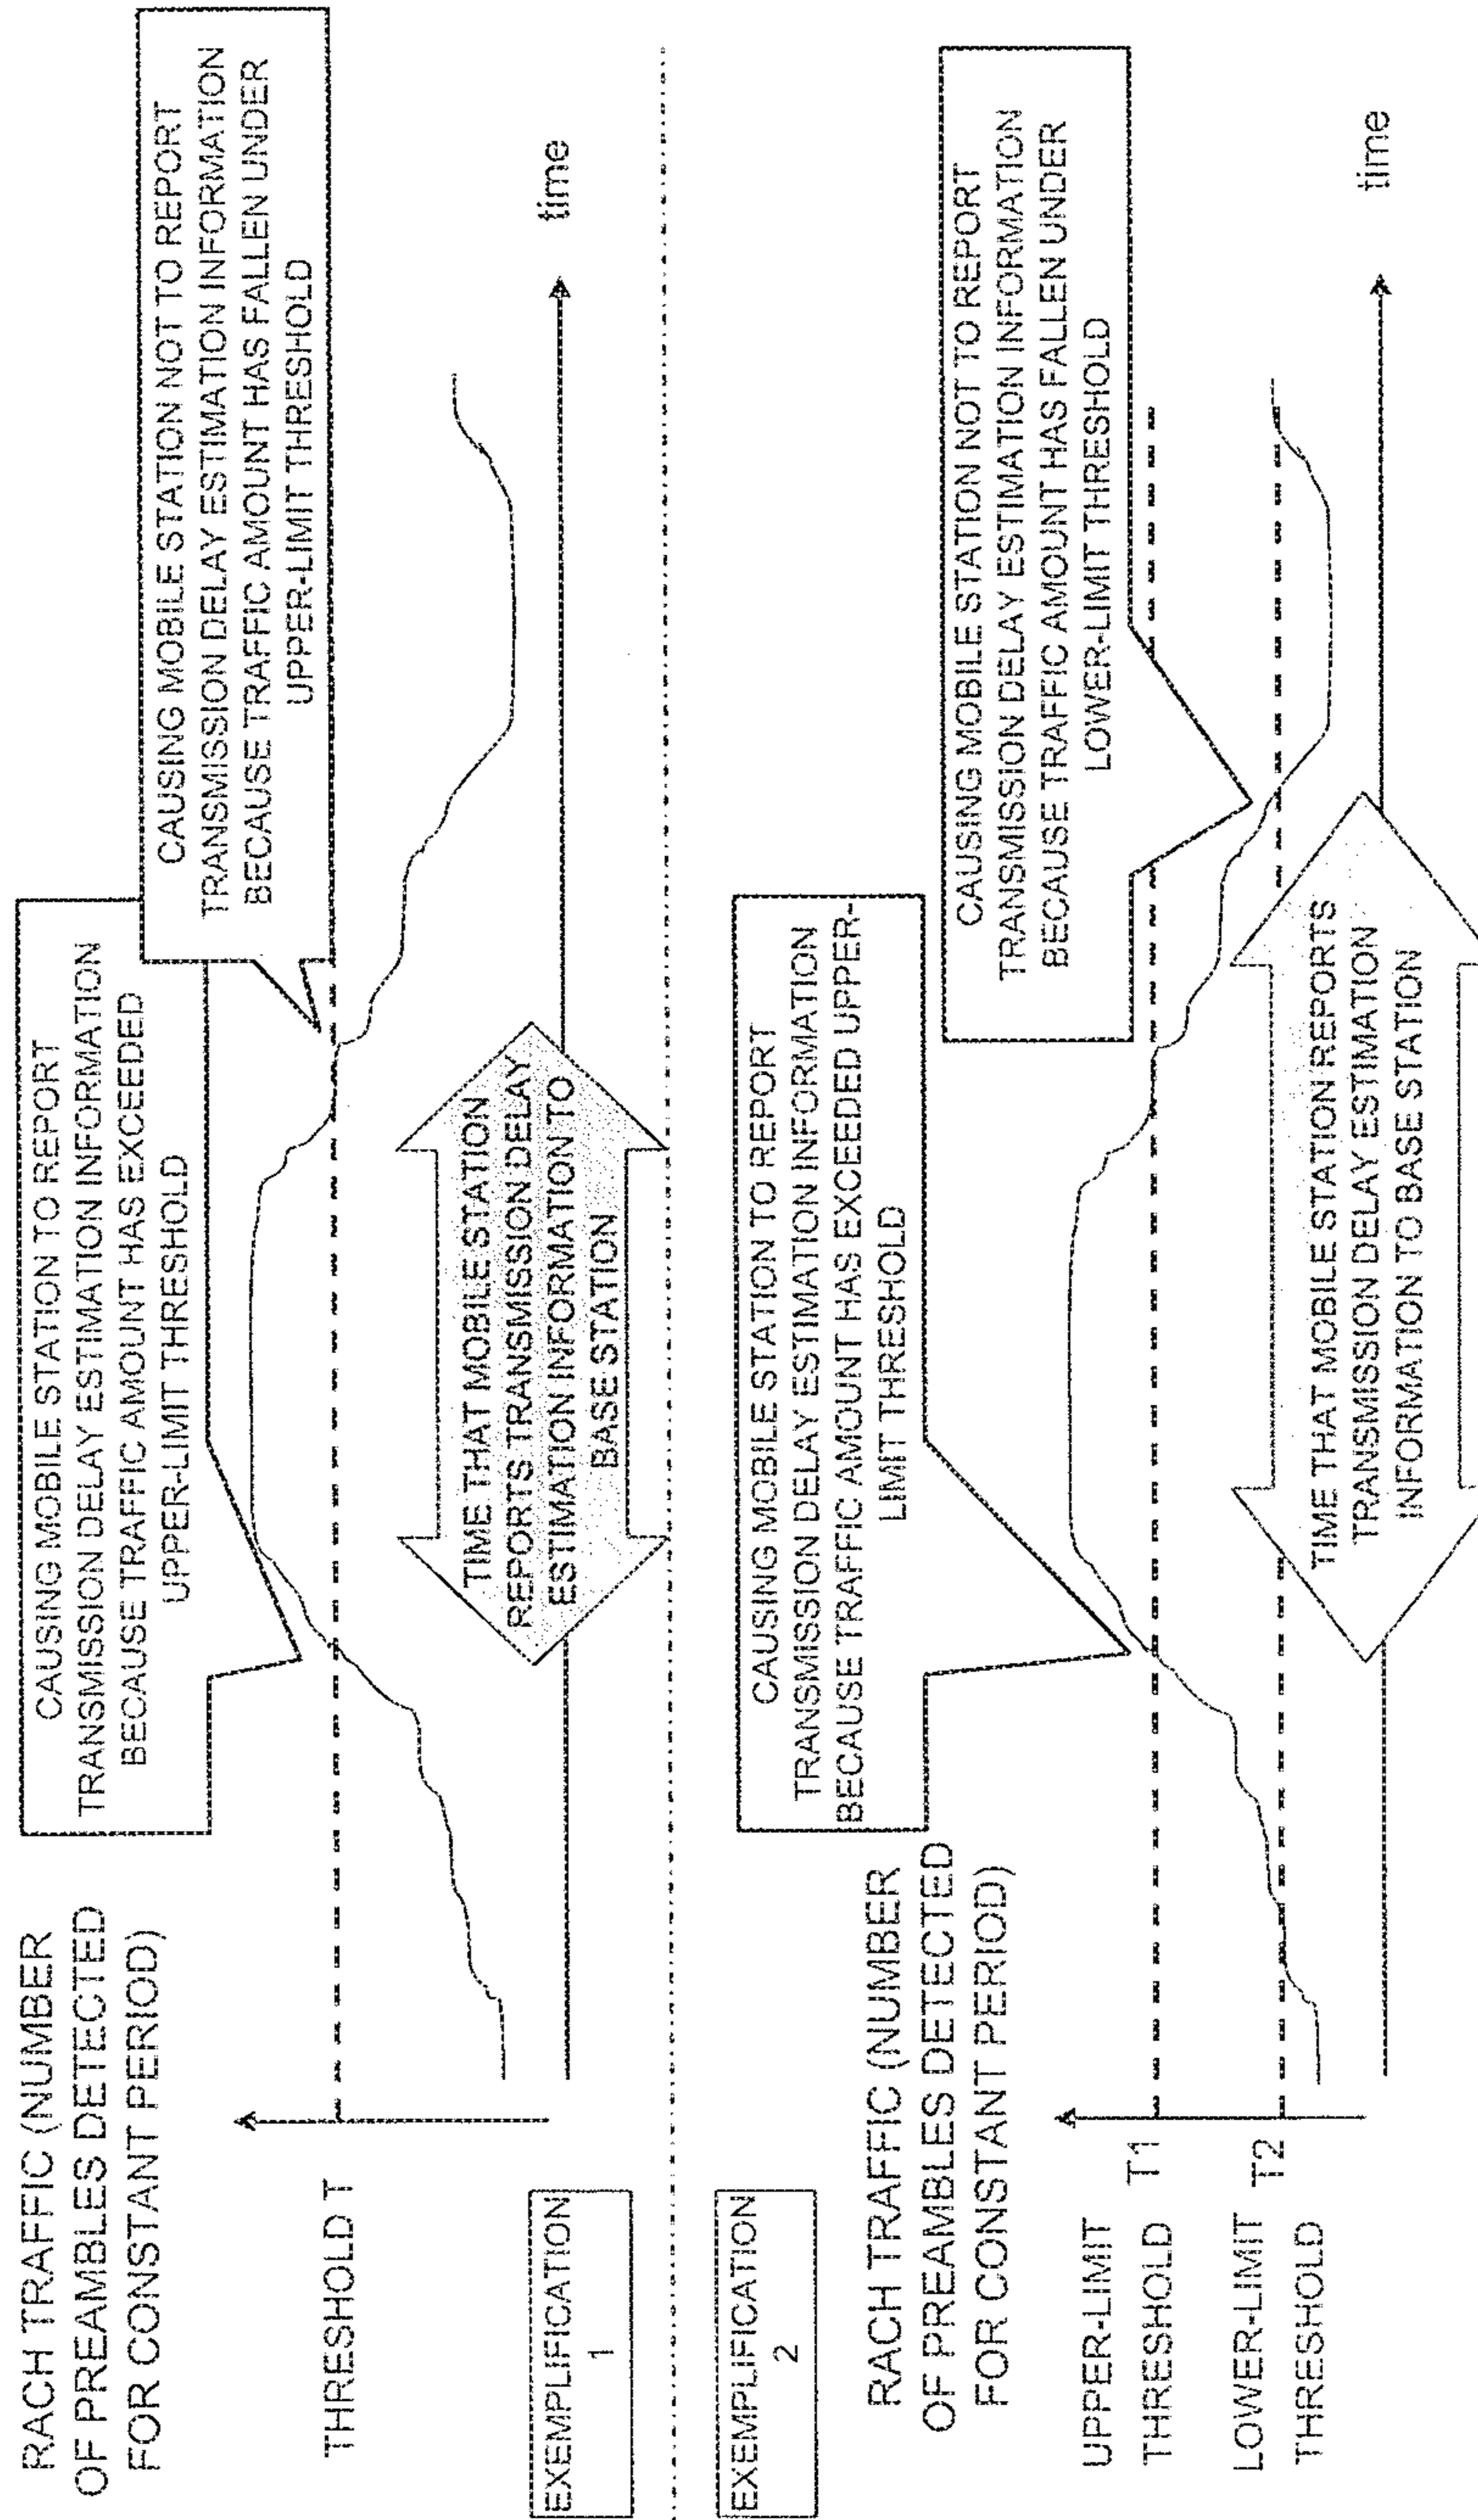 RACH TRAFFIC (NUMBER
OF PREAMBLES DETECTED
FOR CONSTANT PERIOD)
CAUSING MOBILE STATION TO REPORT
TRANSMISSION DELAY ESTIMATION INFORMATION
BECAUSE TRAFFIC AMOUNT HAS EXCEEDED
UPPER-LIMIT THRESHOLD
CAUSING MOBILE STATION NOT TO REPORT
TRANSMISSION DELAY ESTIMATION INFORMATION
BECAUSE TRAFFIC AMOUNT HAS FALLEN UNDER
UPPER-LIMIT THRESHOLD
THRESHOLD T
TIME THAT MOBILE STATION
REPORTS TRANSMISSION DELAY
ESTIMATION INFORMATION TO
BASE STATION
time
EXEMPLIFICATION
1
EXEMPLIFICATION
2
RACH TRAFFIC (NUMBER
OF PREAMBLES DETECTED
FOR CONSTANT PERIOD)
CAUSING MOBILE STATION TO REPORT
TRANSMISSION DELAY ESTIMATION INFORMATION
BECAUSE TRAFFIC AMOUNT HAS EXCEEDED UPPER-
LIMIT THRESHOLD
CAUSING MOBILE STATION NOT TO REPORT
TRANSMISSION DELAY ESTIMATION INFORMATION
BECAUSE TRAFFIC AMOUNT HAS FALLEN UNDER
LOWER-LIMIT THRESHOLD
UPPER-LIMIT
THRESHOLD
T1
LOWER-LIMIT
THRESHOLD
T2
TIME THAT MOBILE STATION REPORTS
TRANSMISSION DELAY ESTIMATION
INFORMATION TO BASE STATION
time